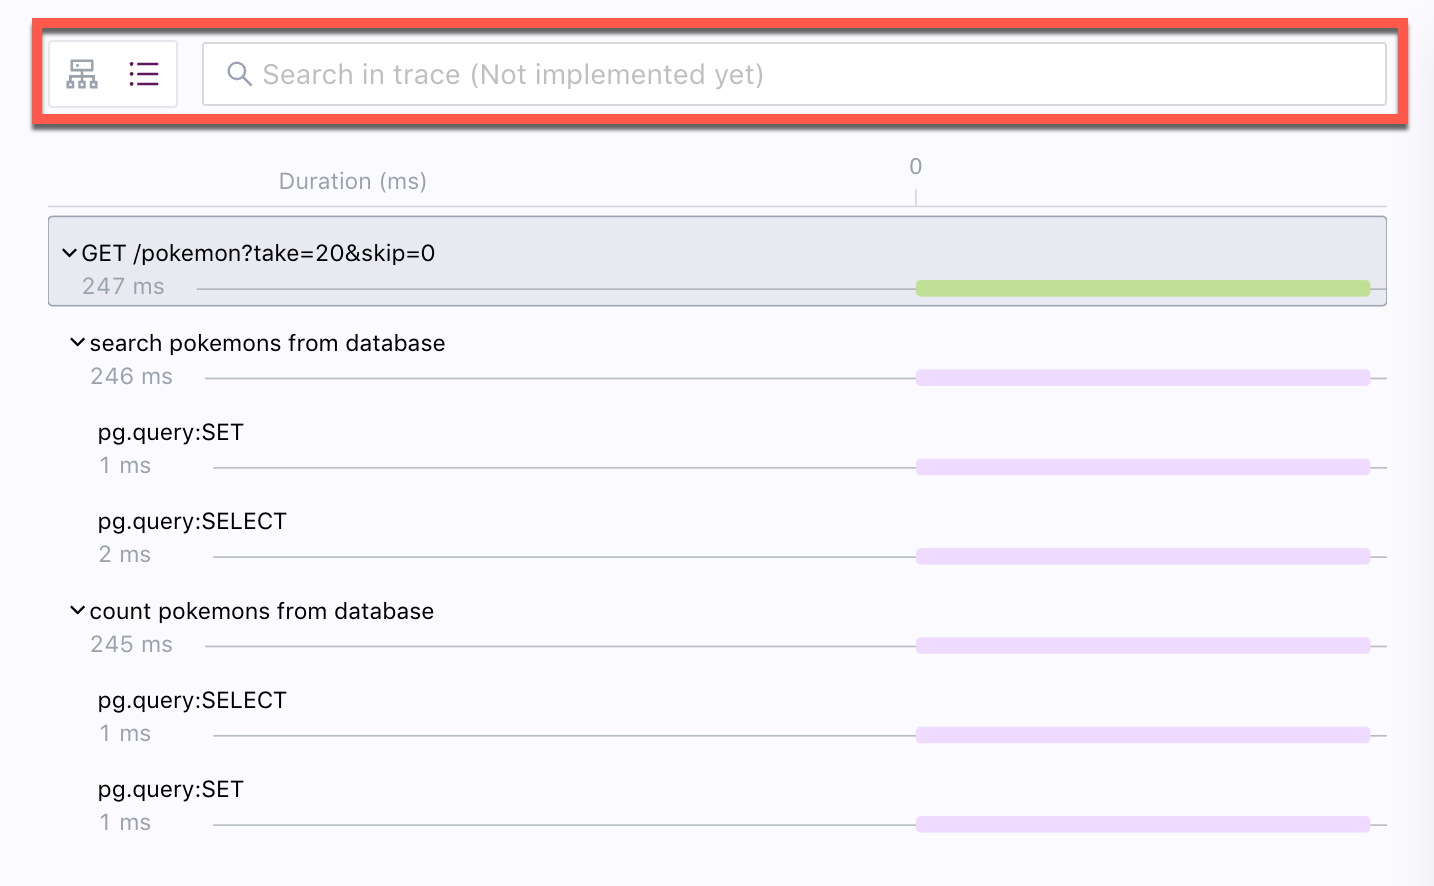 Search in trace (Not implemented yet)
Duration (ms)
0
GET /pokemon?take=20&skip=0
247 ms
search pokemons from database
246 ms
pg.query:SET
1 ms
pg.query:SELECT
2 ms
count pokemons from database
245 ms
pg.query:SELECT
1 ms
pg.query:SET
1 ms